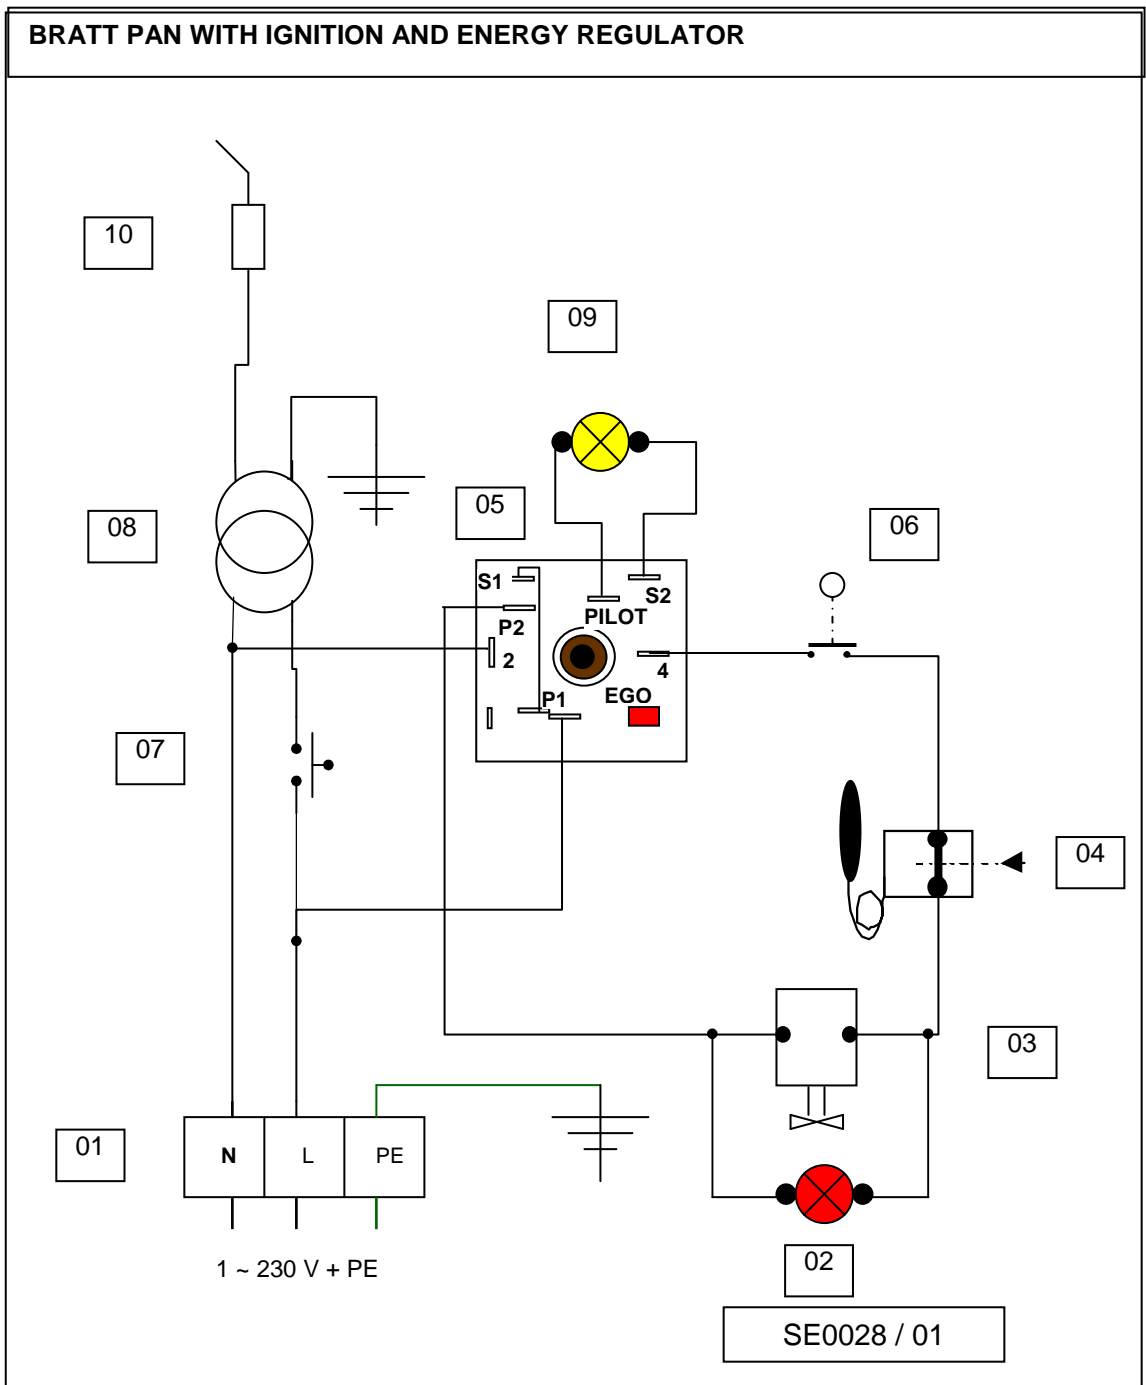 BRATT PAN WITH IGNITION AND ENERGY REGULATOR
10
09
08
05
06
S1
S2
PILOT
P2
2
4
P1
EGO
07
04
03
01
N
L
PE
1 ~ 230 V + PE
02
SE0028 / 01